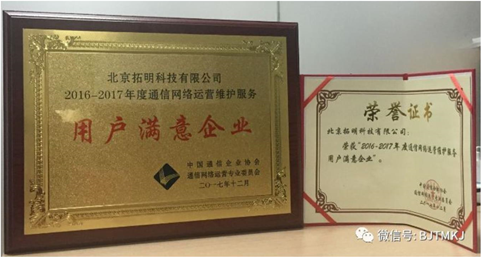 北京拓明科技有限公司
2016-2017年度通信网络运营维护服务
用户满意企业
中国通信企业协会
通信网络运营专业委员会
二〇一七年十二月
荣誉证书
北京拓明科技有限公司:
荣获“2016-2017年度通信网络运营维护服务
用户满意企业”。
微信号: BJTMKJ